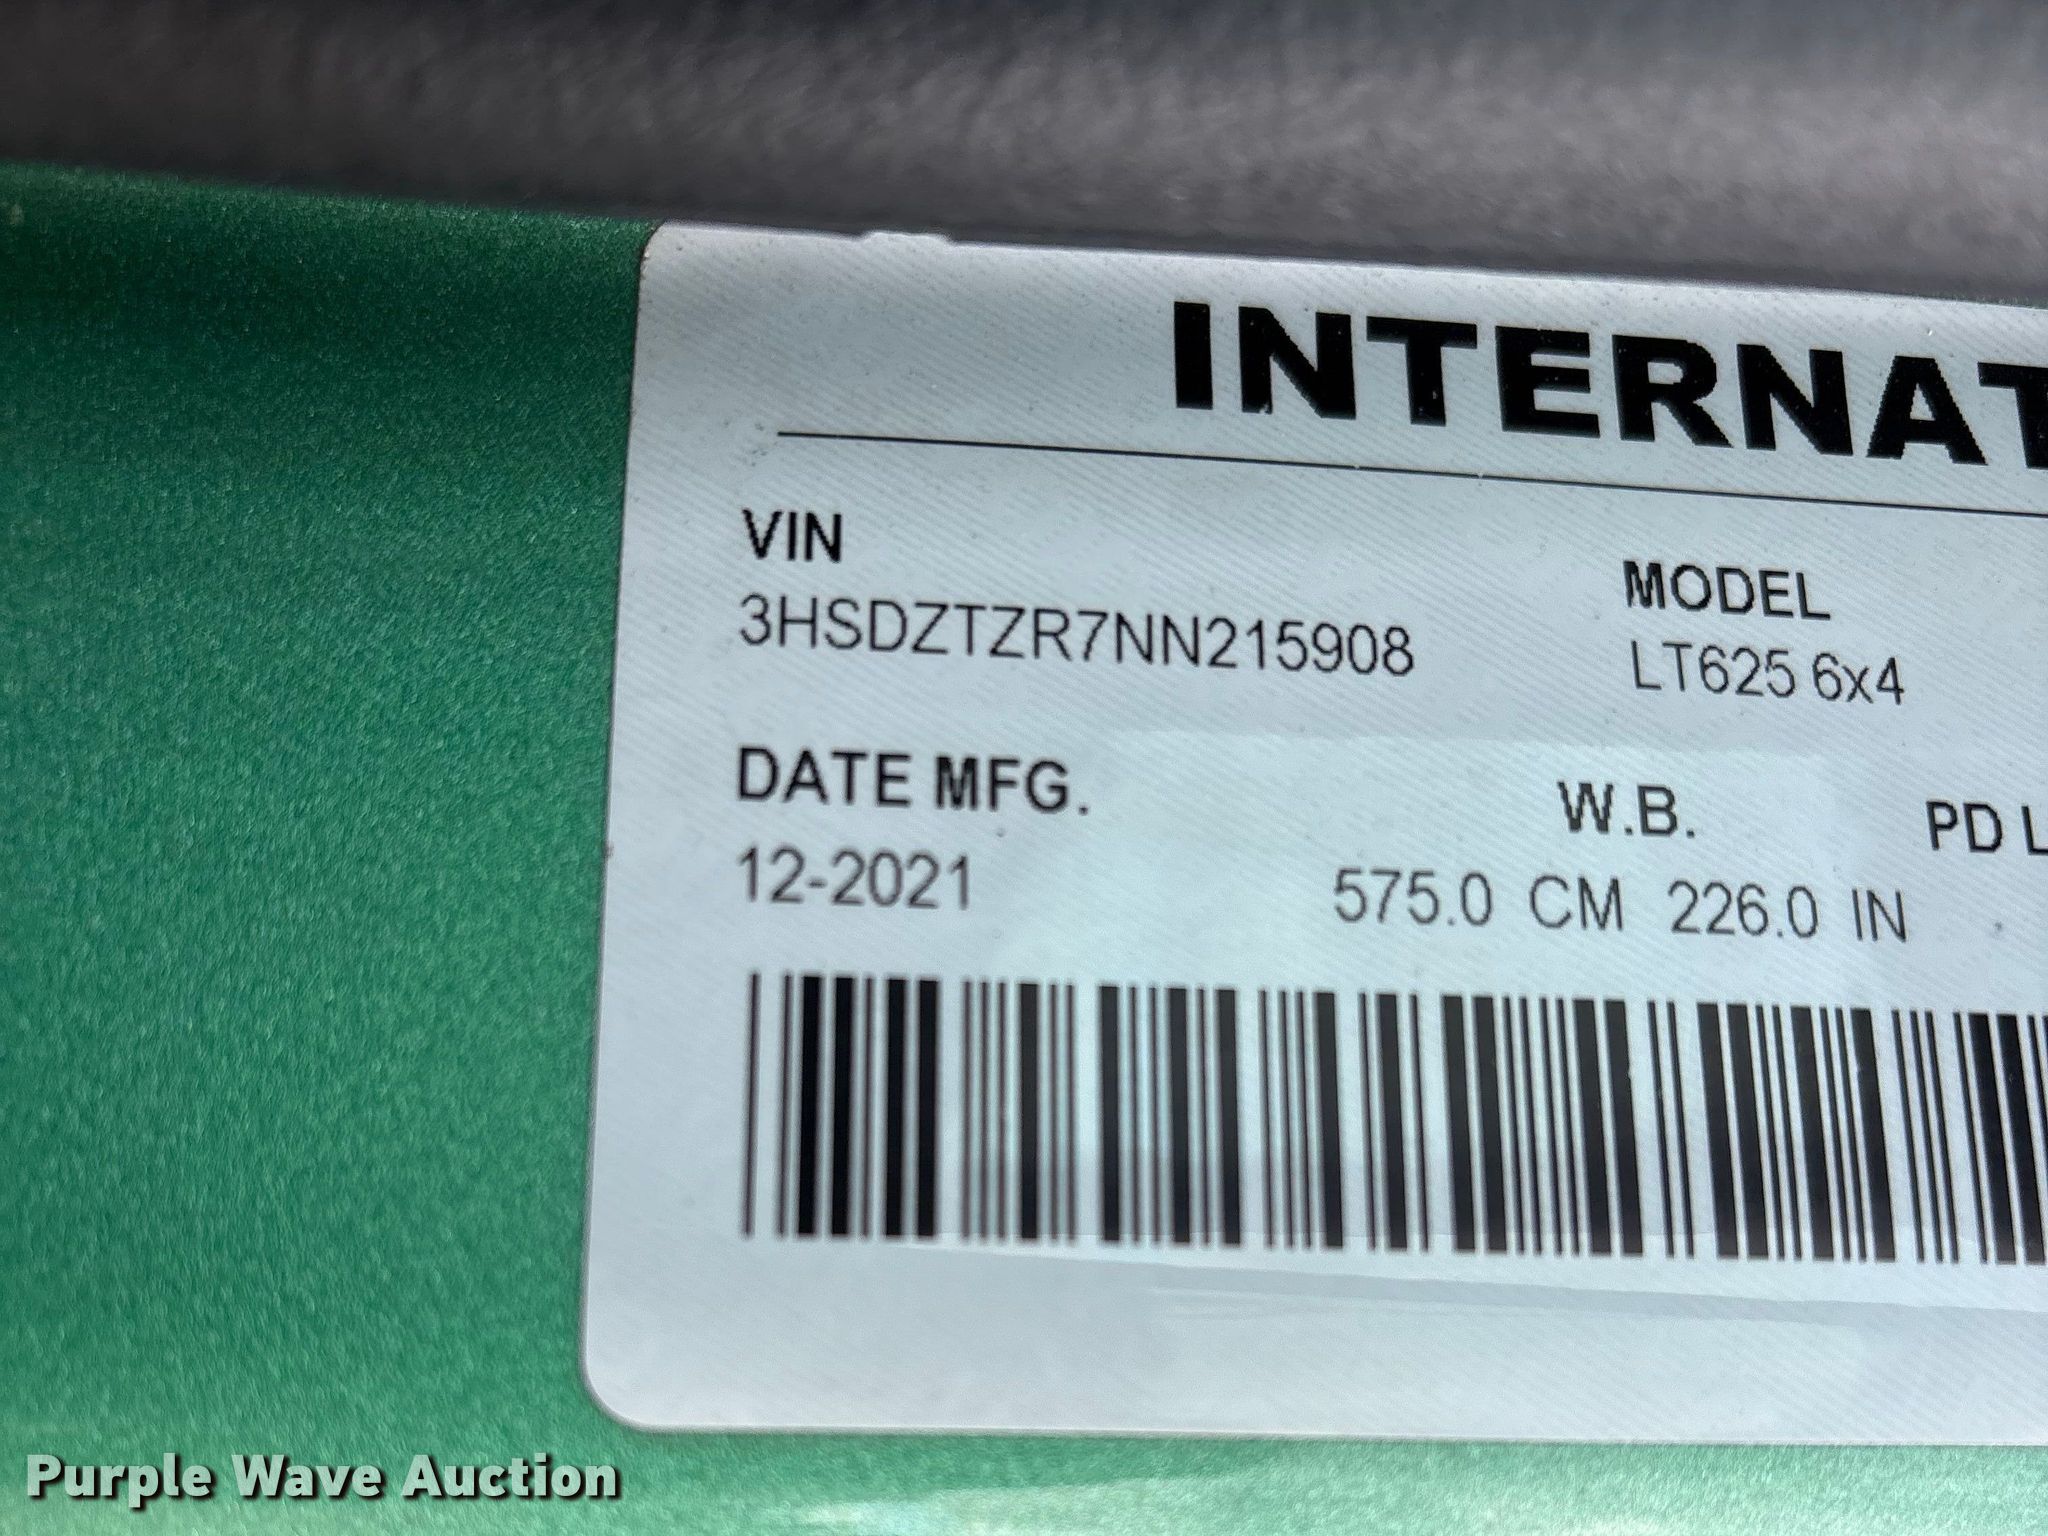 INTERNAT
VIN
3HSDZTZR7NN215908
MODEL
LT625 6x4
DATE MFG.
12-2021
W.B.
575.0 CM 226.0 IN
PD L
Purple Wave Auction